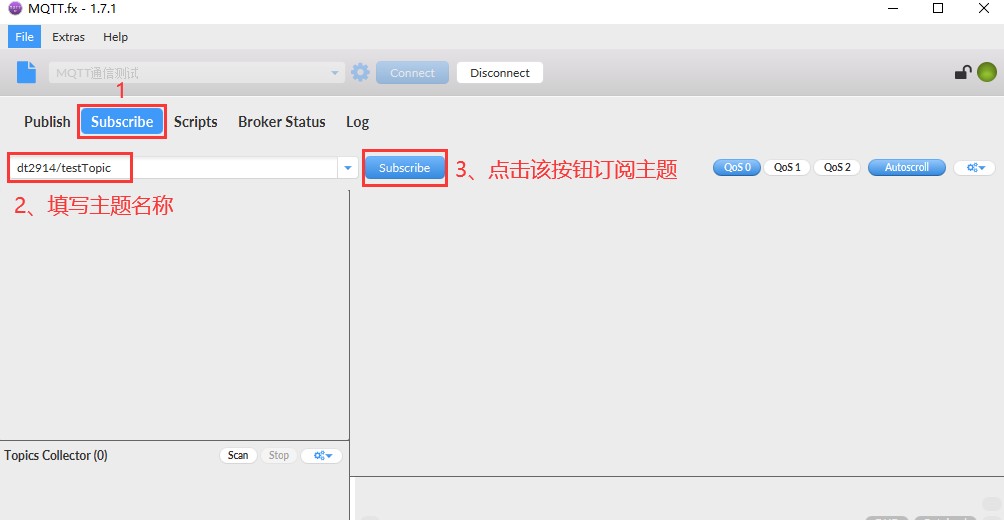 MQTT.fx - 1.7.1
File Extras Help
MQTT通信测试 Connect Disconnect
1
Publish Subscribe Scripts Broker Status Log
dt2914/testTopic Subscribe 3、点击该按钮订阅主题 QoS 0 QoS 1 QoS 2 Autoscroll
2、填写主题名称
Topics Collector (0) Scan Stop